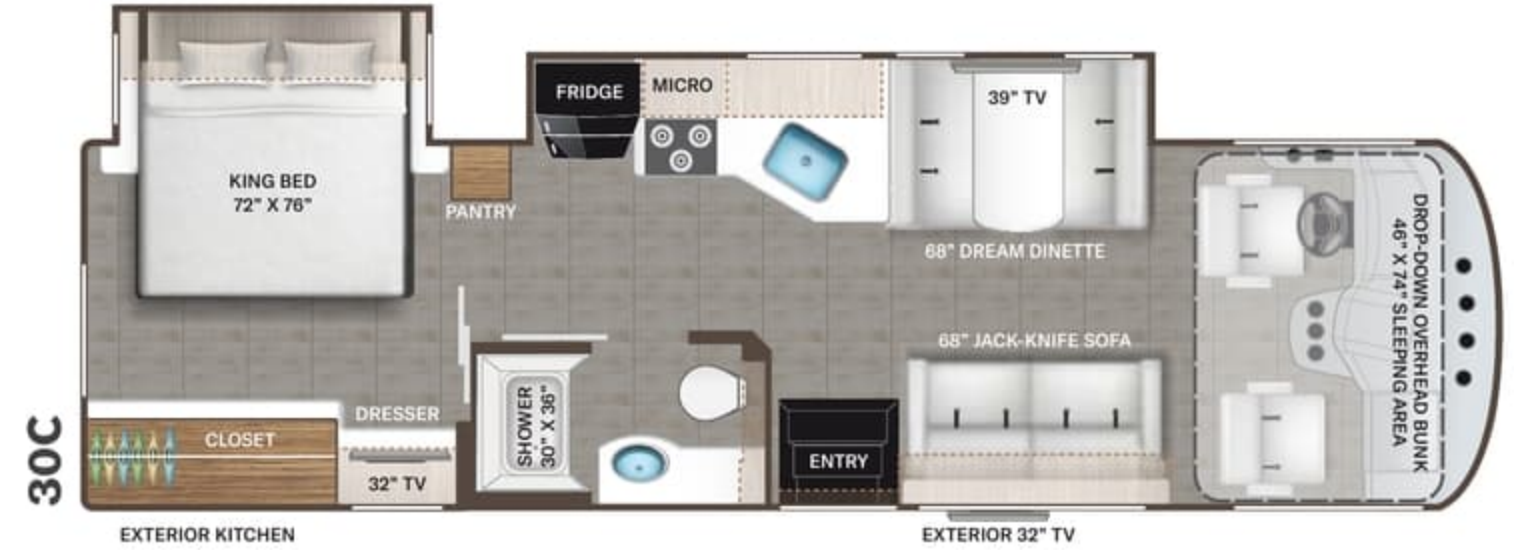 FRIDGE
MICRO
39" TV
KING BED
72" X 76"
PANTRY
68" DREAM DINETTE
DROP-DOWN OVERHEAD BUNK
46" X 74" SLEEPING AREA
68" JACK-KNIFE SOFA
30C
CLOSET
DRESSER
32" TV
SHOWER
30" X 36"
ENTRY
EXTERIOR KITCHEN
EXTERIOR 32" TV